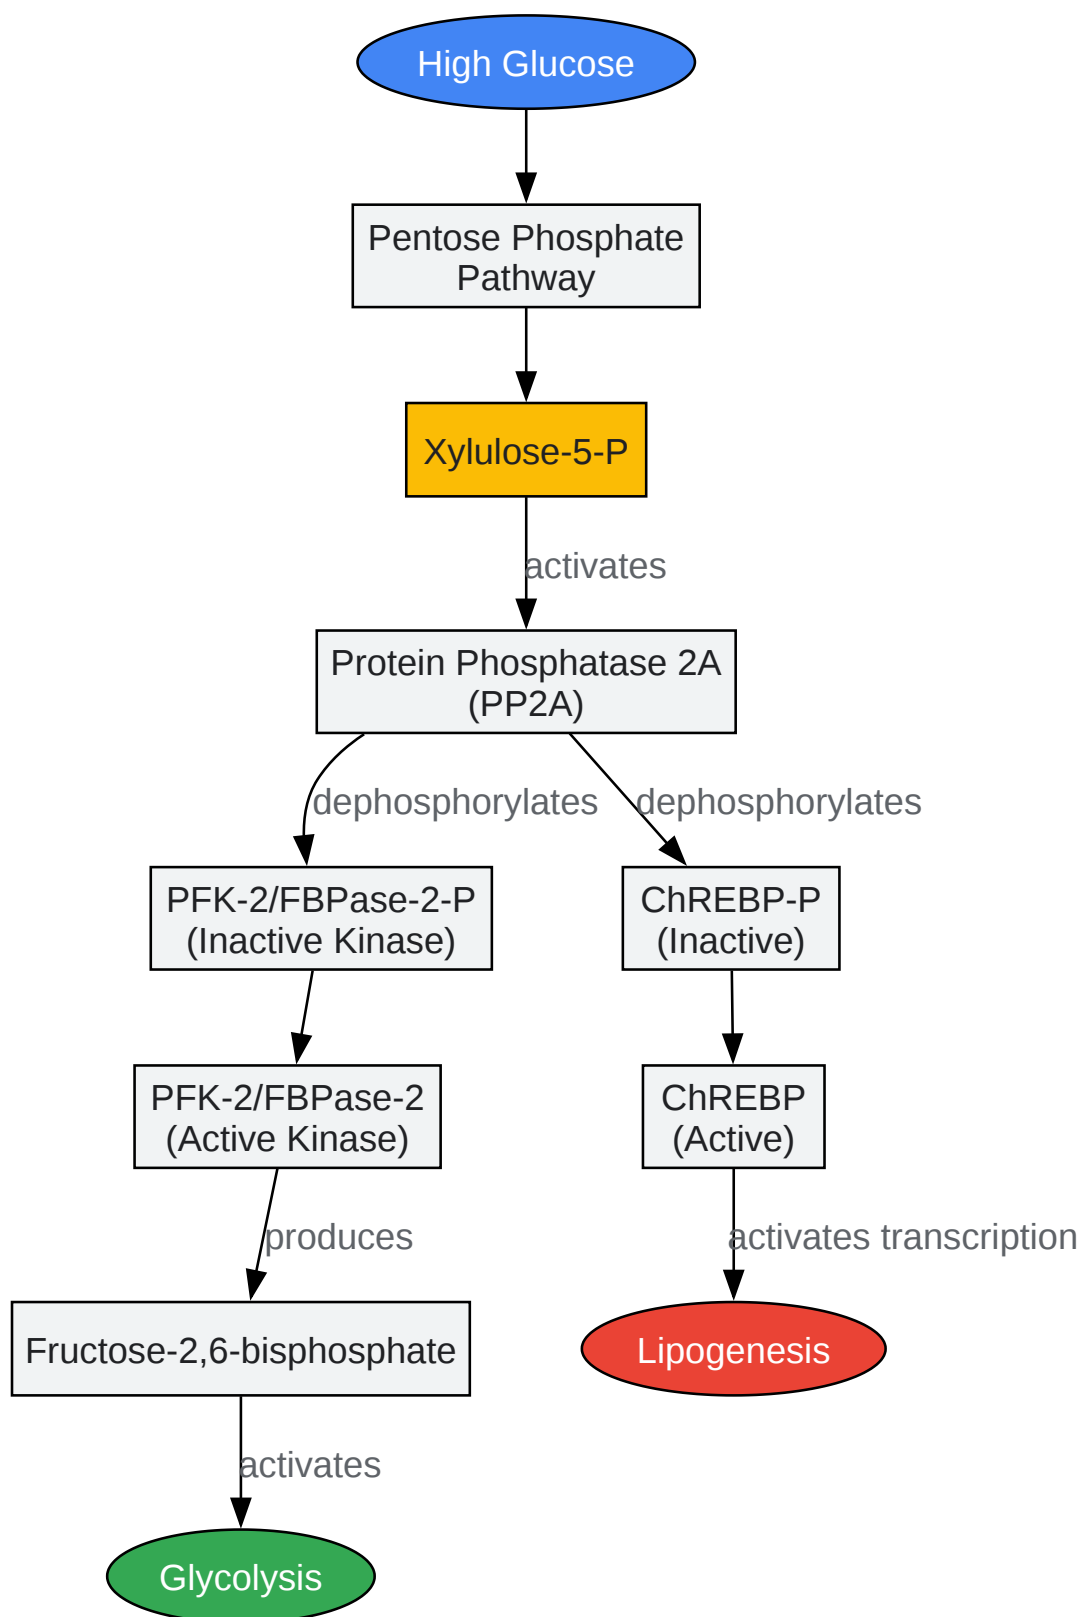 High Glucose
Pentose Phosphate
Pathway
Xylulose-5-P
activates
Protein Phosphatase 2A
(PP2A)
dephosphorylates
dephosphorylates
PFK-2/FBPase-2-P
(Inactive Kinase)
ChREBP-P
(Inactive)
PFK-2/FBPase-2
(Active Kinase)
ChREBP
(Active)
produces
activates transcription
Fructose-2,6-bisphosphate
Lipogenesis
activates
Glycolysis